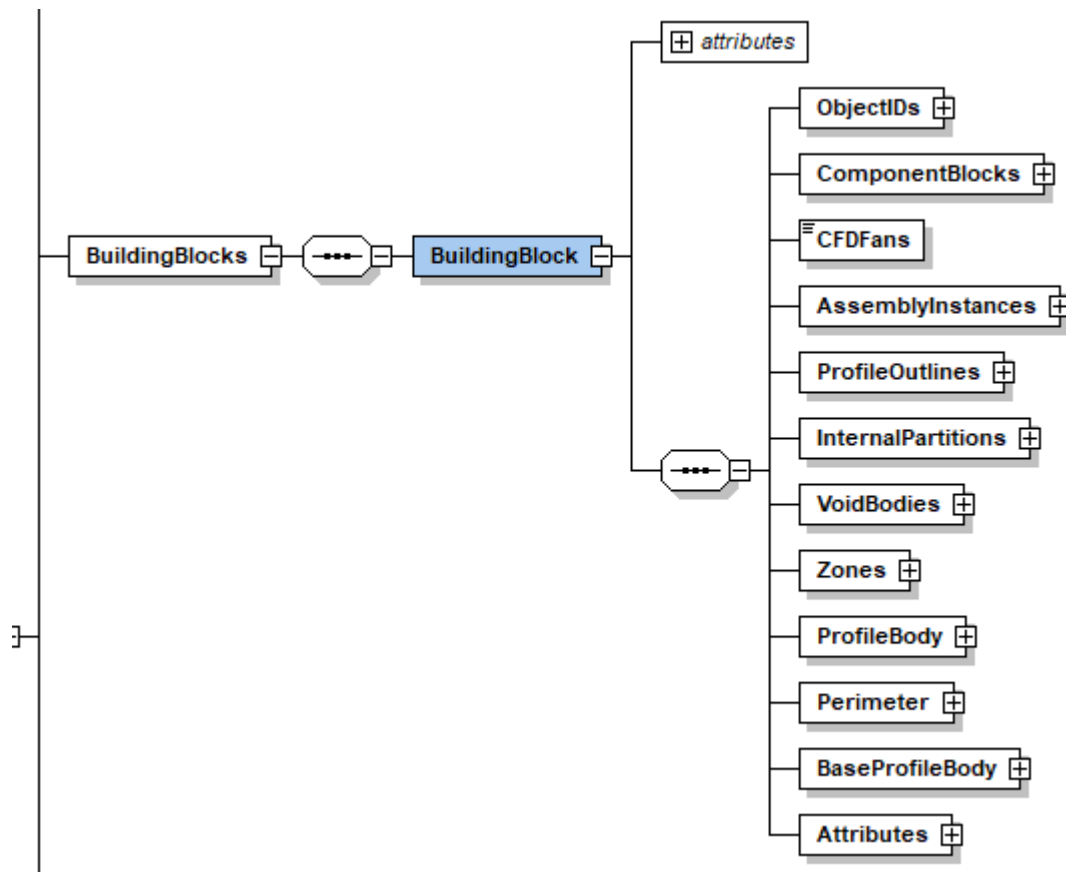 attributes
ObjectIDs
ComponentBlocks
CFDFans
BuildingBlocks
BuildingBlock
AssemblyInstances
ProfileOutlines
InternalPartitions
VoidBodies
Zones
ProfileBody
Perimeter
BaseProfileBody
Attributes